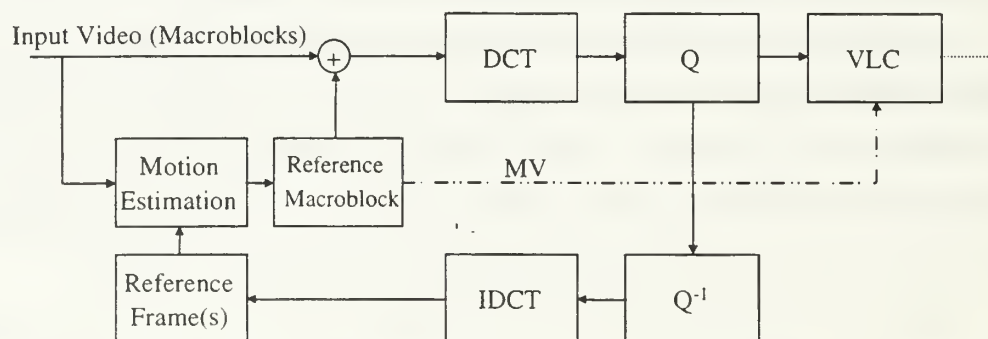 Input Video (Macroblocks)
+
DCT
Q
VLC
Motion
Estimation
Reference
Macroblock
MV
Reference
Frame(s)
IDCT
Q-1